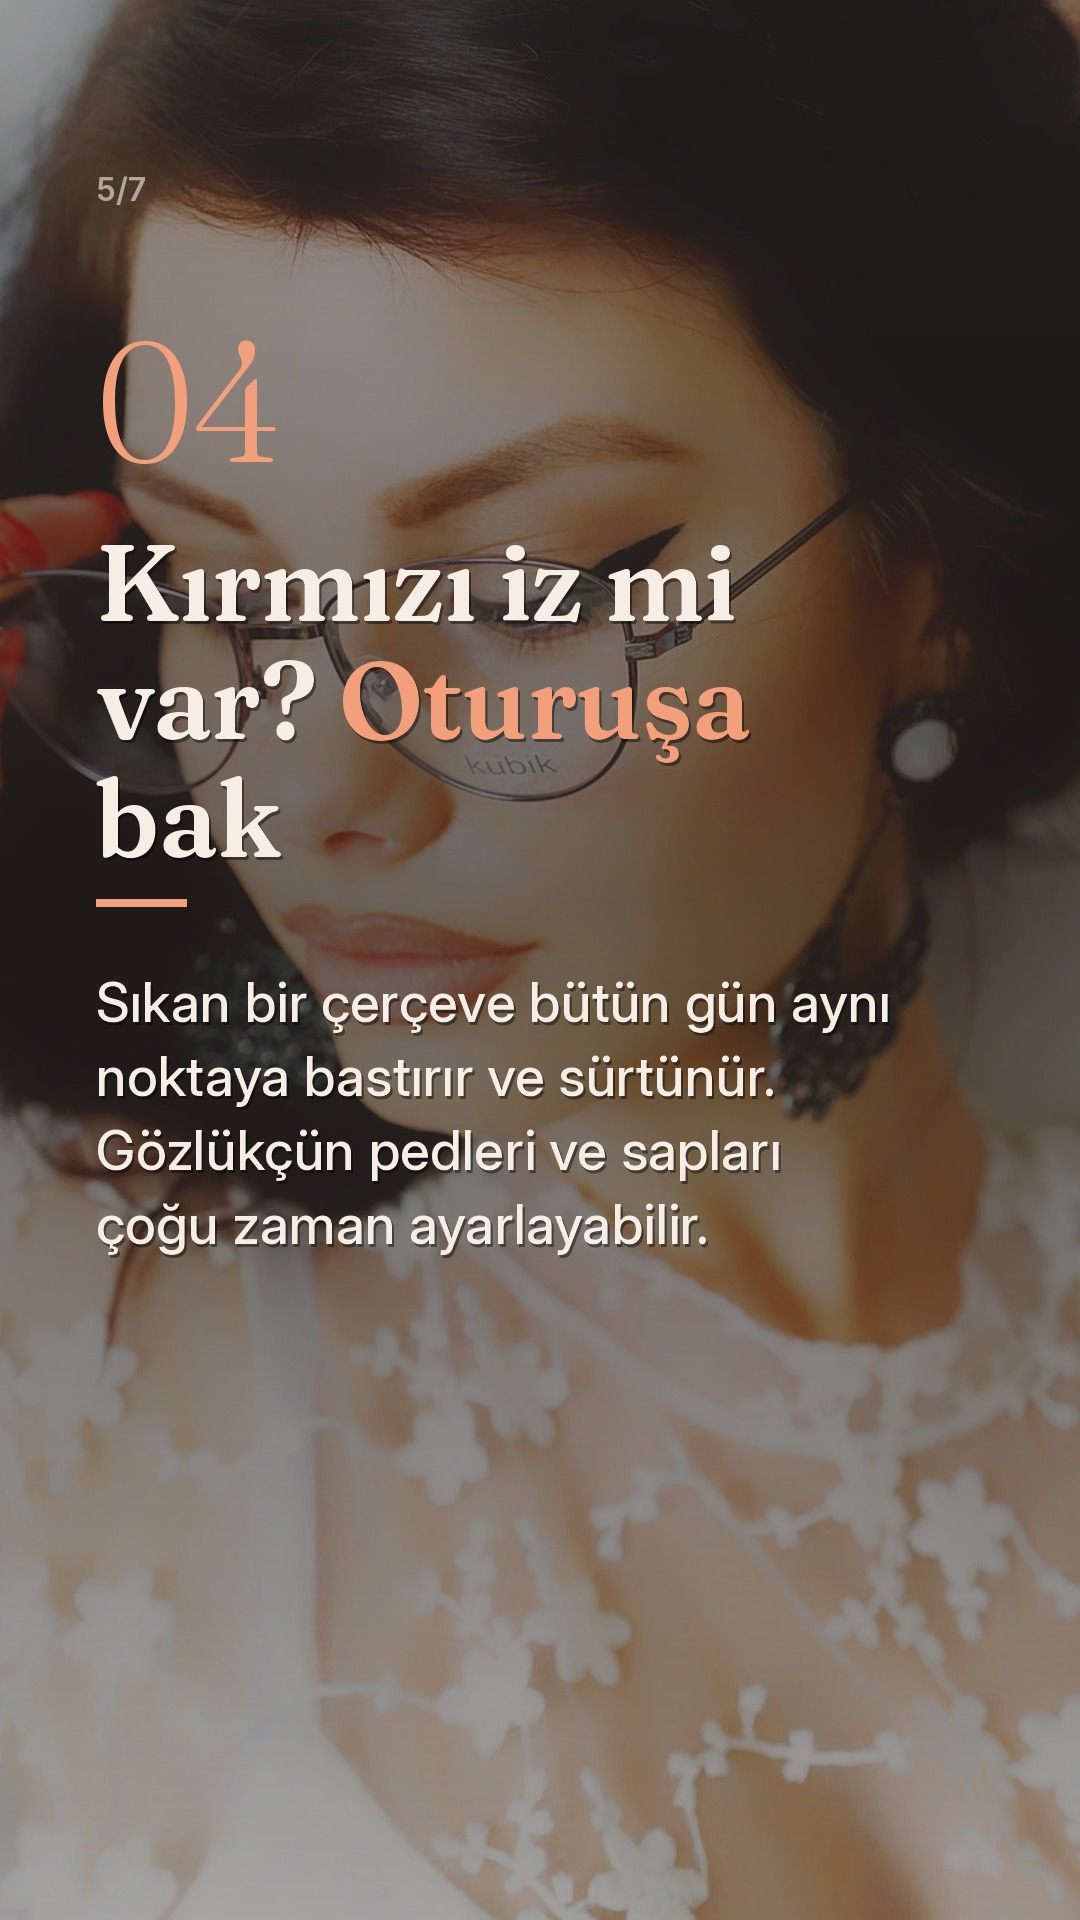 5/7
04
Kırmızı iz mi
var? Oturuşa
kubik
bak
Sıkan bir çerçeve bütün gün aynı
noktaya bastırır ve sürtünür.
Gözlükçün pedleri ve sapları
çoğu zaman ayarlayabilir.